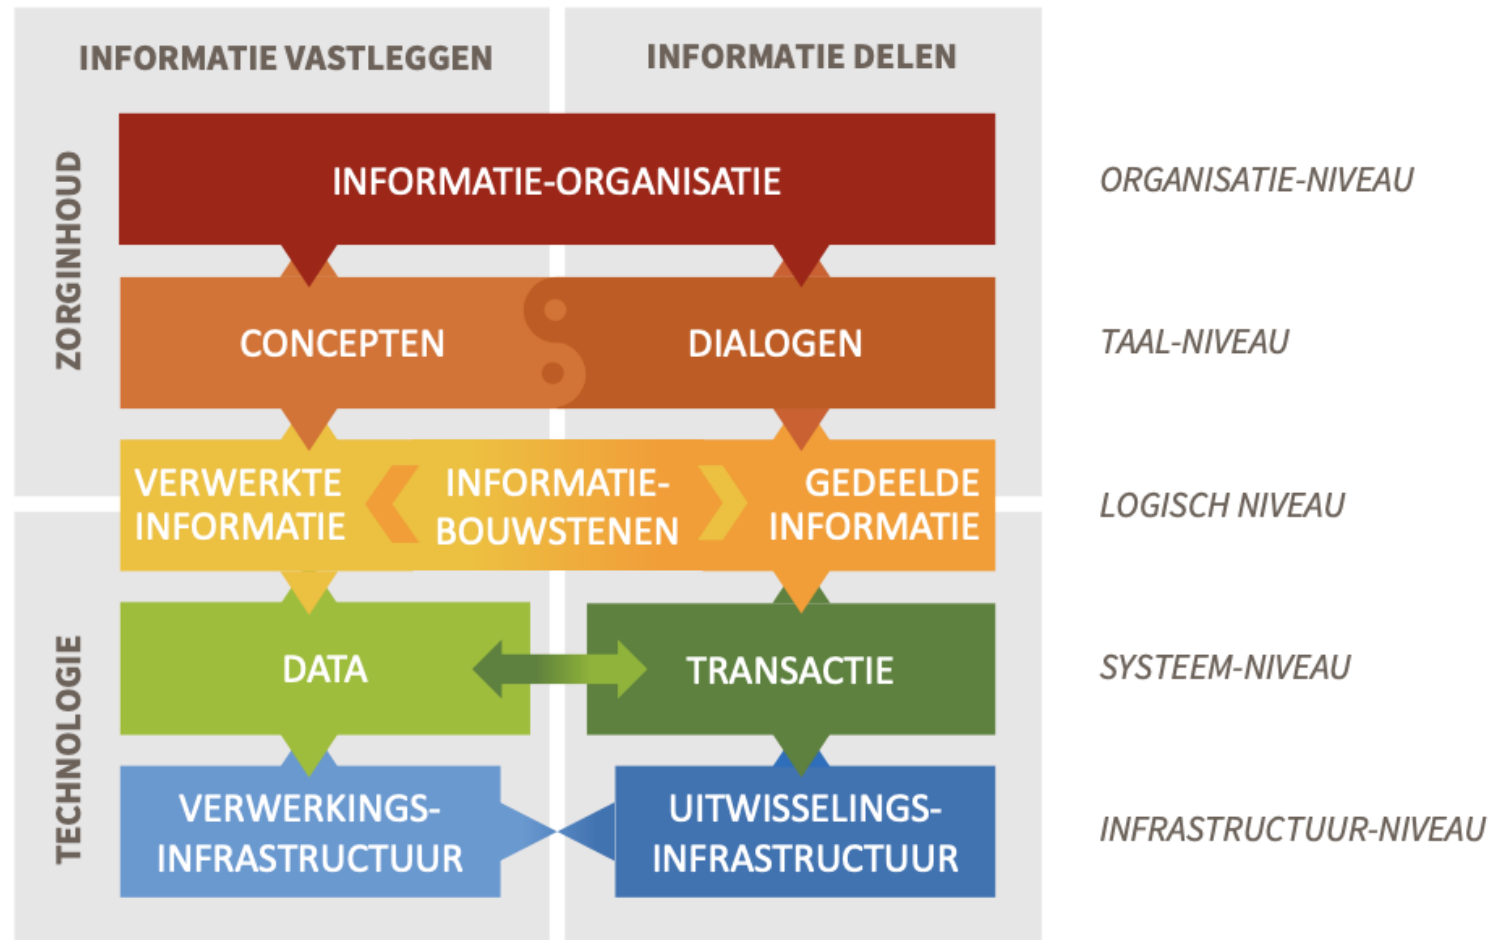 INFORMATIE VASTLEGGEN
INFORMATIE DELEN
ZORGINHOUD
INFORMATIE-ORGANISATIE
ORGANISATIE-NIVEAU
CONCEPTEN
DIALOGEN
TAAL-NIVEAU
VERWERKTE
INFORMATIE
INFORMATIE-
BOUWSTENEN
GEDEELDE
INFORMATIE
LOGISCH NIVEAU
TECHNOLOGIE
DATA
TRANSACTIE
SYSTEEM-NIVEAU
VERWERKINGS-
INFRASTRUCTUUR
UITWISSELINGS-
INFRASTRUCTUUR
INFRASTRUCTUUR-NIVEAU